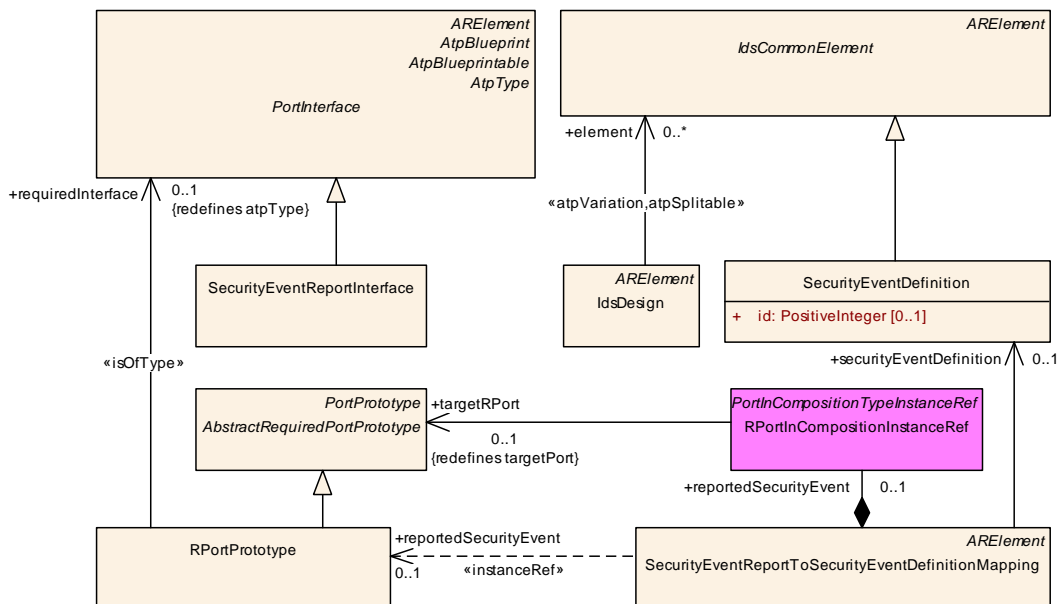 ARElement
AtpBlueprint
AtpBlueprintable
AtpType
PortInterface
ARElement
IdsCommonElement
+element 0..*
+requiredInterface 0..1
{redefines atpType}
«atpVariation,atpSplitable»
SecurityEventReportInterface
ARElement
IdsDesign
SecurityEventDefinition
+ id: PositiveInteger [0..1]
«isOfType»
+securityEventDefinition 0..1
PortPrototype
AbstractRequiredPortPrototype
+targetRPort
0..1
{redefines targetPort}
PortInCompositionTypeInstanceRef
RPortInCompositionInstanceRef
+reportedSecurityEvent 0..1
RPortPrototype
+reportedSecurityEvent
0..1
«instanceRef»
ARElement
SecurityEventReportToSecurityEventDefinitionMapping